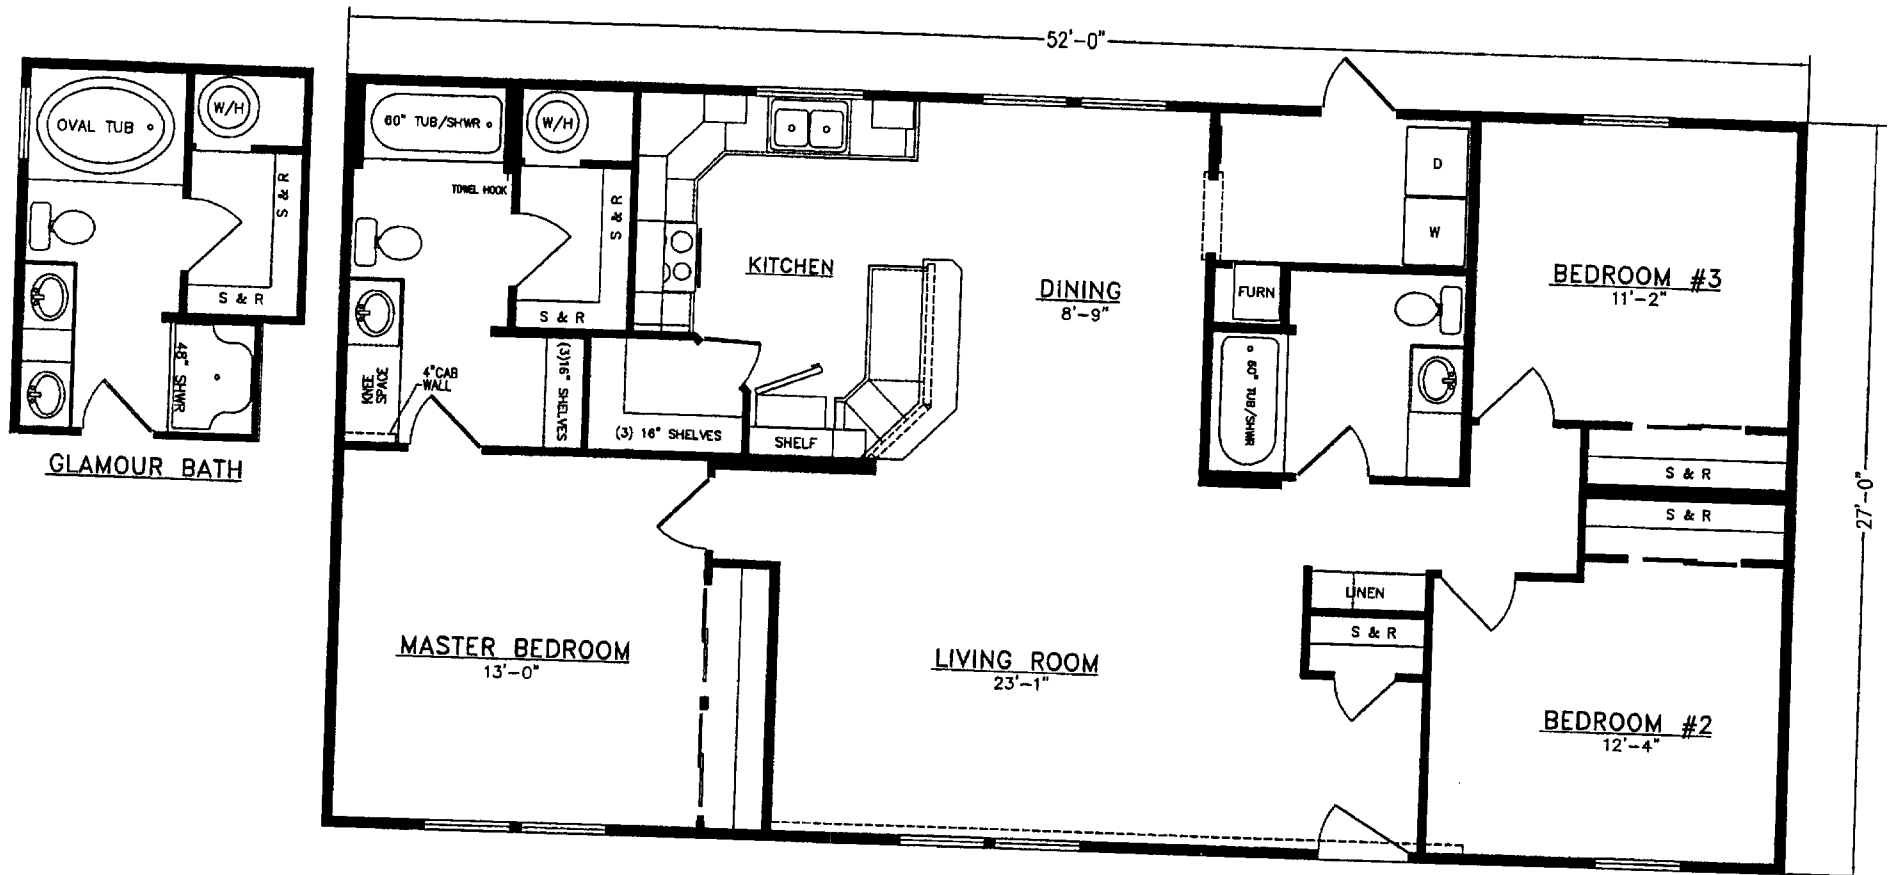 52'-0"
W/H
OVAL TUB
S & R
S & R
48" SHWR
GLAMOUR BATH
60" TUB/SHWR
W/H
TOWEL HOOK
S & R
S & R
KNEE
SPACE
4"CAB
WALL
(3)16" SHELVES
(3) 16" SHELVES
SHELF
KITCHEN
DINING
8'-9"
D
W
FURN
60" TUB/SHWR
BEDROOM #3
11'-2"
S & R
S & R
27'-0"
LINEN
S & R
MASTER BEDROOM
13'-0"
LIVING ROOM
23'-1"
BEDROOM #2
12'-4"